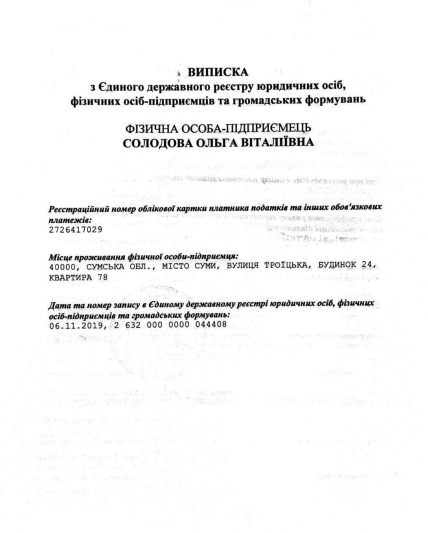 ВИПИСКА
з Єдиного державного реєстру юридичних осіб,
фізичних осіб-підприємців та громадських формувань
ФІЗИЧНА ОСОБА-ПІДПРИЄМЕЦЬ
СОЛОДОВА ОЛЬГА ВІТАЛІЇВНА
Реєстраційний номер облікової картки платника податків та інших обов'язкових
платежів:
2726417029
Місце проживання фізичної особи-підприємця:
40000, СУМСЬКА ОБЛ., МІСТО СУМИ, ВУЛИЦЯ ТРОЇЦЬКА, БУДИНОК 24,
КВАРТИРА 78
Дата та номер запису в Єдиному державному реєстрі юридичних осіб, фізичних
осіб-підприємців та громадських формувань:
06.11.2019, 2 632 000 0000 044408